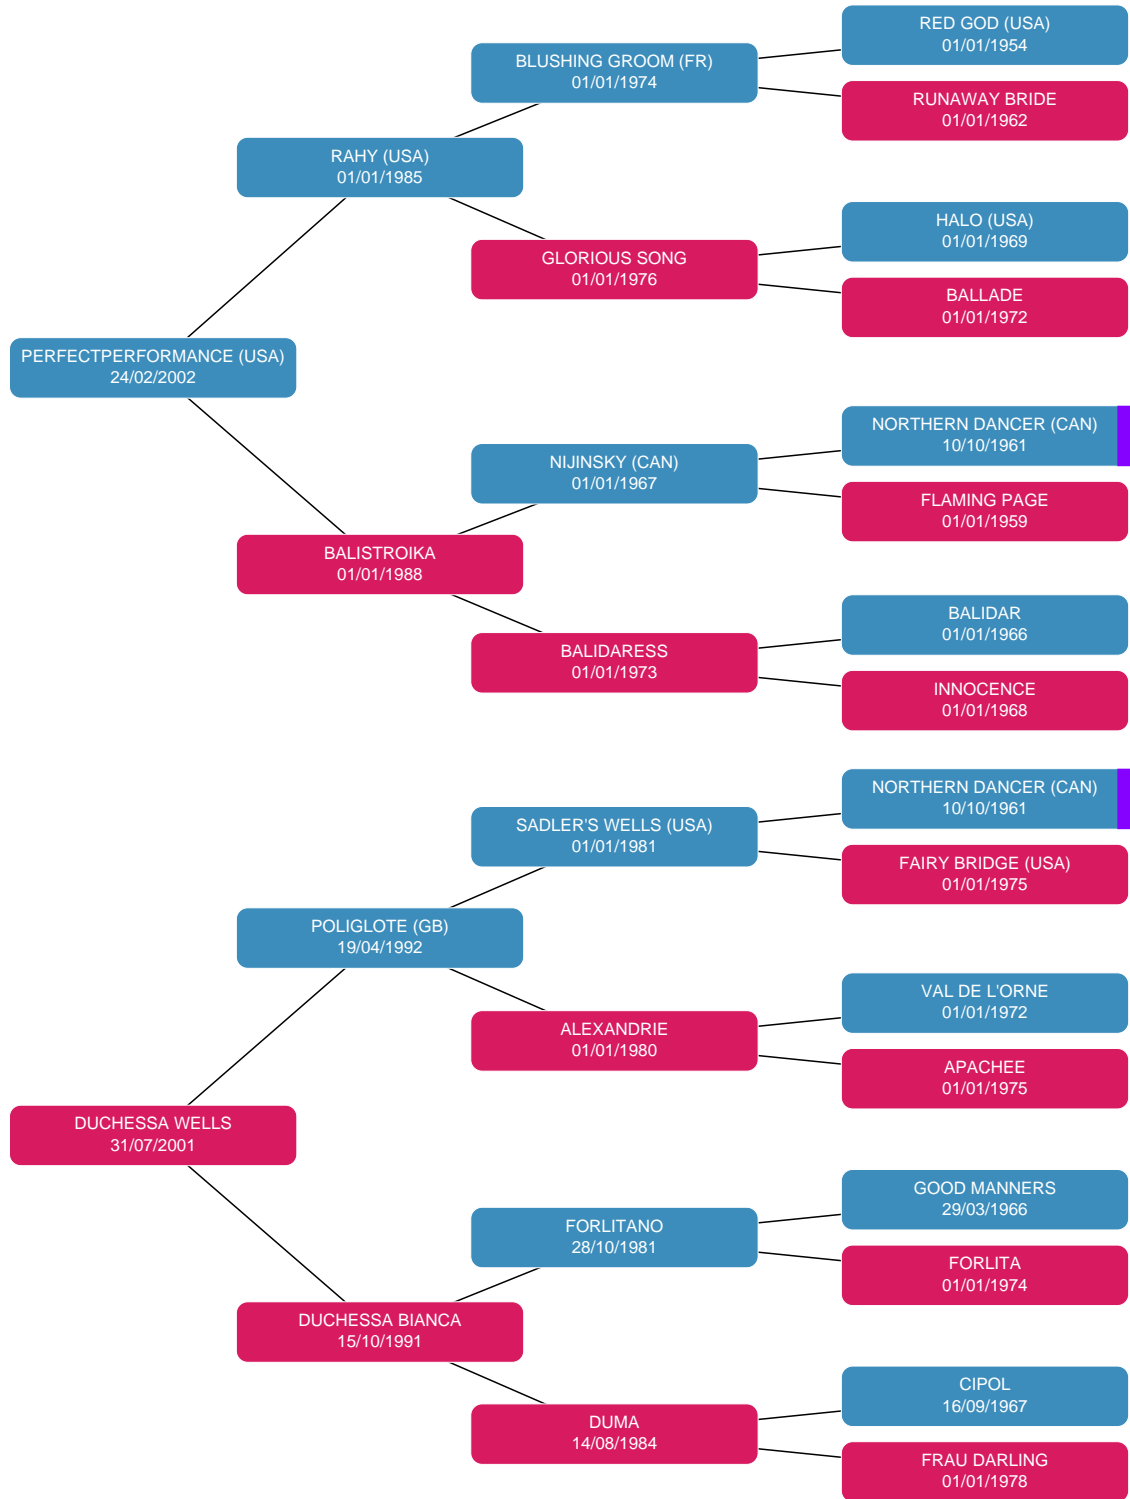 RED GOD (USA)
01/01/1954
BLUSHING GROOM (FR)
01/01/1974
RUNAWAY BRIDE
01/01/1962
RAHY (USA)
01/01/1985
HALO (USA)
01/01/1969
GLORIOUS SONG
01/01/1976
BALLADE
01/01/1972
PERFECTPERFORMANCE (USA)
24/02/2002
NORTHERN DANCER (CAN)
10/10/1961
NIJINSKY (CAN)
01/01/1967
FLAMING PAGE
01/01/1959
BALISTROIKA
01/01/1988
BALIDAR
01/01/1966
BALIDARESS
01/01/1973
INNOCENCE
01/01/1968
NORTHERN DANCER (CAN)
10/10/1961
SADLER'S WELLS (USA)
01/01/1981
FAIRY BRIDGE (USA)
01/01/1975
POLIGLOTE (GB)
19/04/1992
VAL DE L'ORNE
01/01/1972
ALEXANDRIE
01/01/1980
APACHEE
01/01/1975
DUCHESSA WELLS
31/07/2001
GOOD MANNERS
29/03/1966
FORLITANO
28/10/1981
FORLITA
01/01/1974
DUCHESSA BIANCA
15/10/1991
CIPOL
16/09/1967
DUMA
14/08/1984
FRAU DARLING
01/01/1978